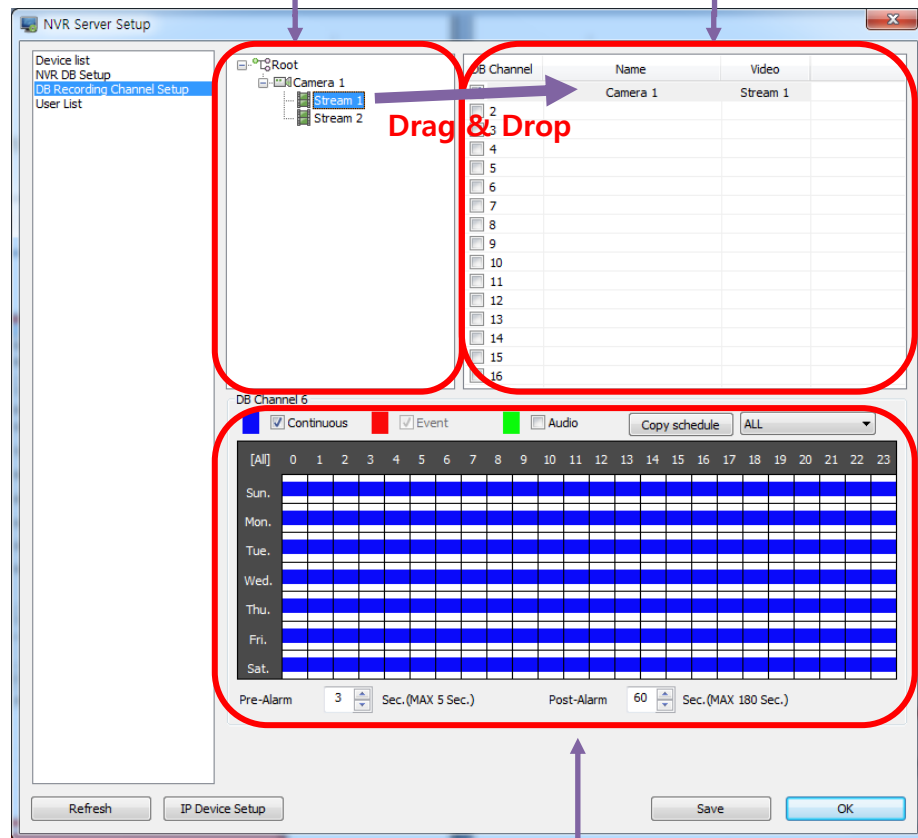 NVR Server Setup
Device list
NVR DB Setup
DB Recording Channel Setup
User List
Root
Camera 1
Stream 1
Stream 2
Drag & Drop
DB Channel Name Video
Camera 1 Stream 1
2
3
4
5
6
7
8
9
10
11
12
13
14
15
16
DB Channel 6
Continuous Event Audio Copy schedule ALL
[All] 0 1 2 3 4 5 6 7 8 9 10 11 12 13 14 15 16 17 18 19 20 21 22 23
Sun.
Mon.
Tue.
Wed.
Thu.
Fri.
Sat.
Pre-Alarm 3 Sec.(MAX 5 Sec.) Post-Alarm 60 Sec.(MAX 180 Sec.)
Refresh IP Device Setup Save OK